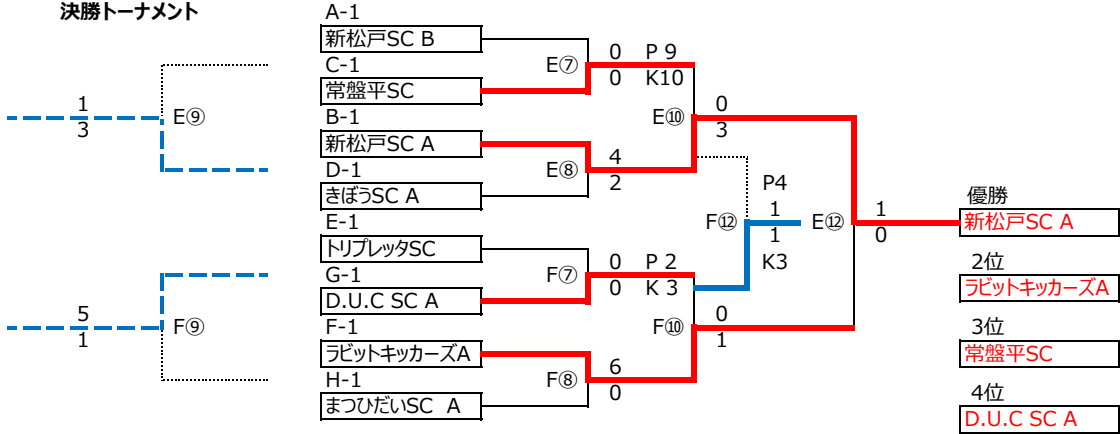 決勝トーナメント
A-1
新松戸SC B
C-1
常盤平SC
B-1
新松戸SC A
D-1
きぼうSC A
E-1
トリプレッタSC
G-1
D.U.C SC A
F-1
ラビットキッカーズA
H-1
まつひだいSC A
E⑨
1
3
F⑨
5
1
E⑦
0 P 9
0 K10
E⑧
4
2
F⑦
0 P 2
0 K 3
F⑧
6
0
E⑩
0
3
F⑩
0
1
F⑫
P4
1
1
K3
E⑫
1
0
優勝
新松戸SC A
2位
ラビットキッカーズA
3位
常盤平SC
4位
D.U.C SC A